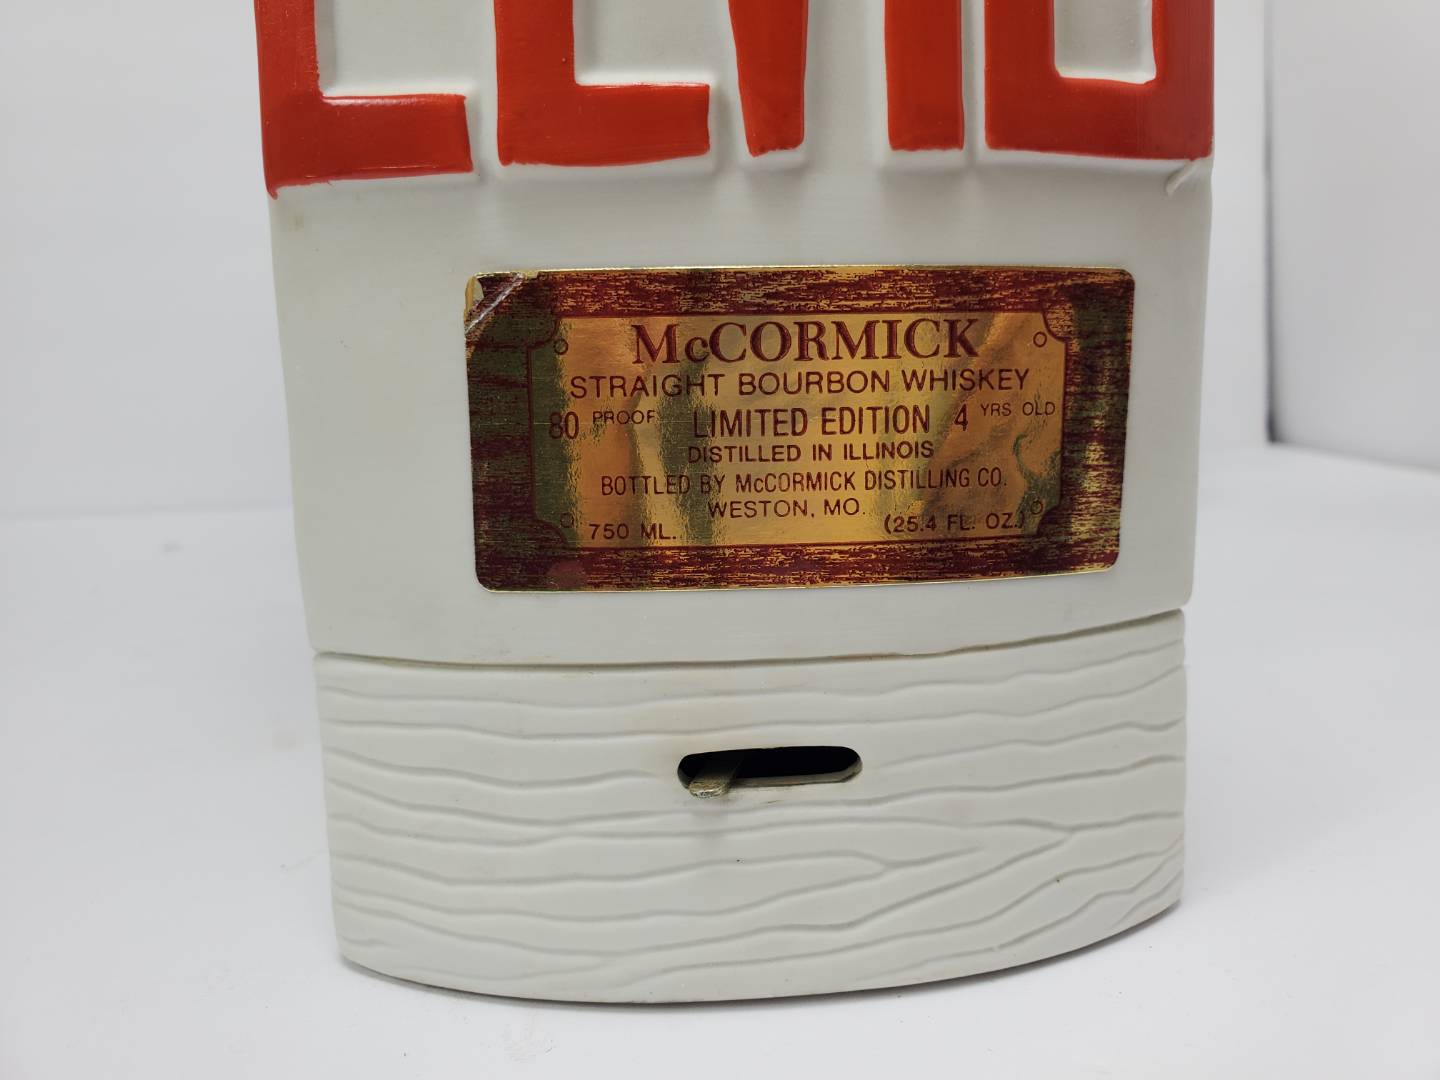 ELVIS
McCORMICK
STRAIGHT BOURBON WHISKEY
80 PROOF LIMITED EDITION 4 YRS OLD
DISTILLED IN ILLINOIS
BOTTLED BY McCORMICK DISTILLING CO.
WESTON, MO.
750 ML. (25.4 FL. OZ.)